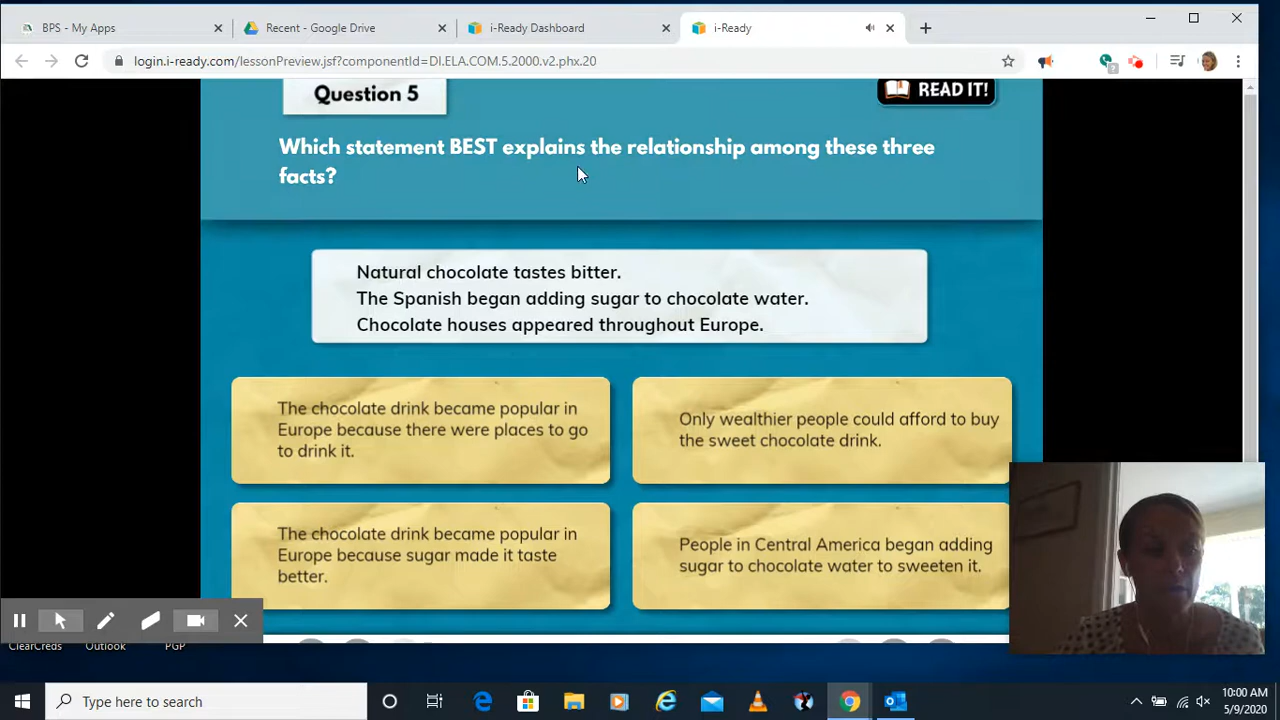 BPS - My Apps
Recent - Google Drive
i-Ready Dashboard
i-Ready
login.i-ready.com/lessonPreview.jsf?componentId=DI.ELA.COM.5.2000.v2.phx.20
Question 5
READ IT!
Which statement BEST explains the relationship among these three
facts?
Natural chocolate tastes bitter.
The Spanish began adding sugar to chocolate water.
Chocolate houses appeared throughout Europe.
The chocolate drink became popular in
Europe because there were places to go
to drink it.
Only wealthier people could afford to buy
the sweet chocolate drink.
The chocolate drink became popular in
Europe because sugar made it taste
better.
People in Central America began adding
sugar to chocolate water to sweeten it.
ClearCreds
Outlook
PGP
Type here to search
10:00 AM
5/9/2020